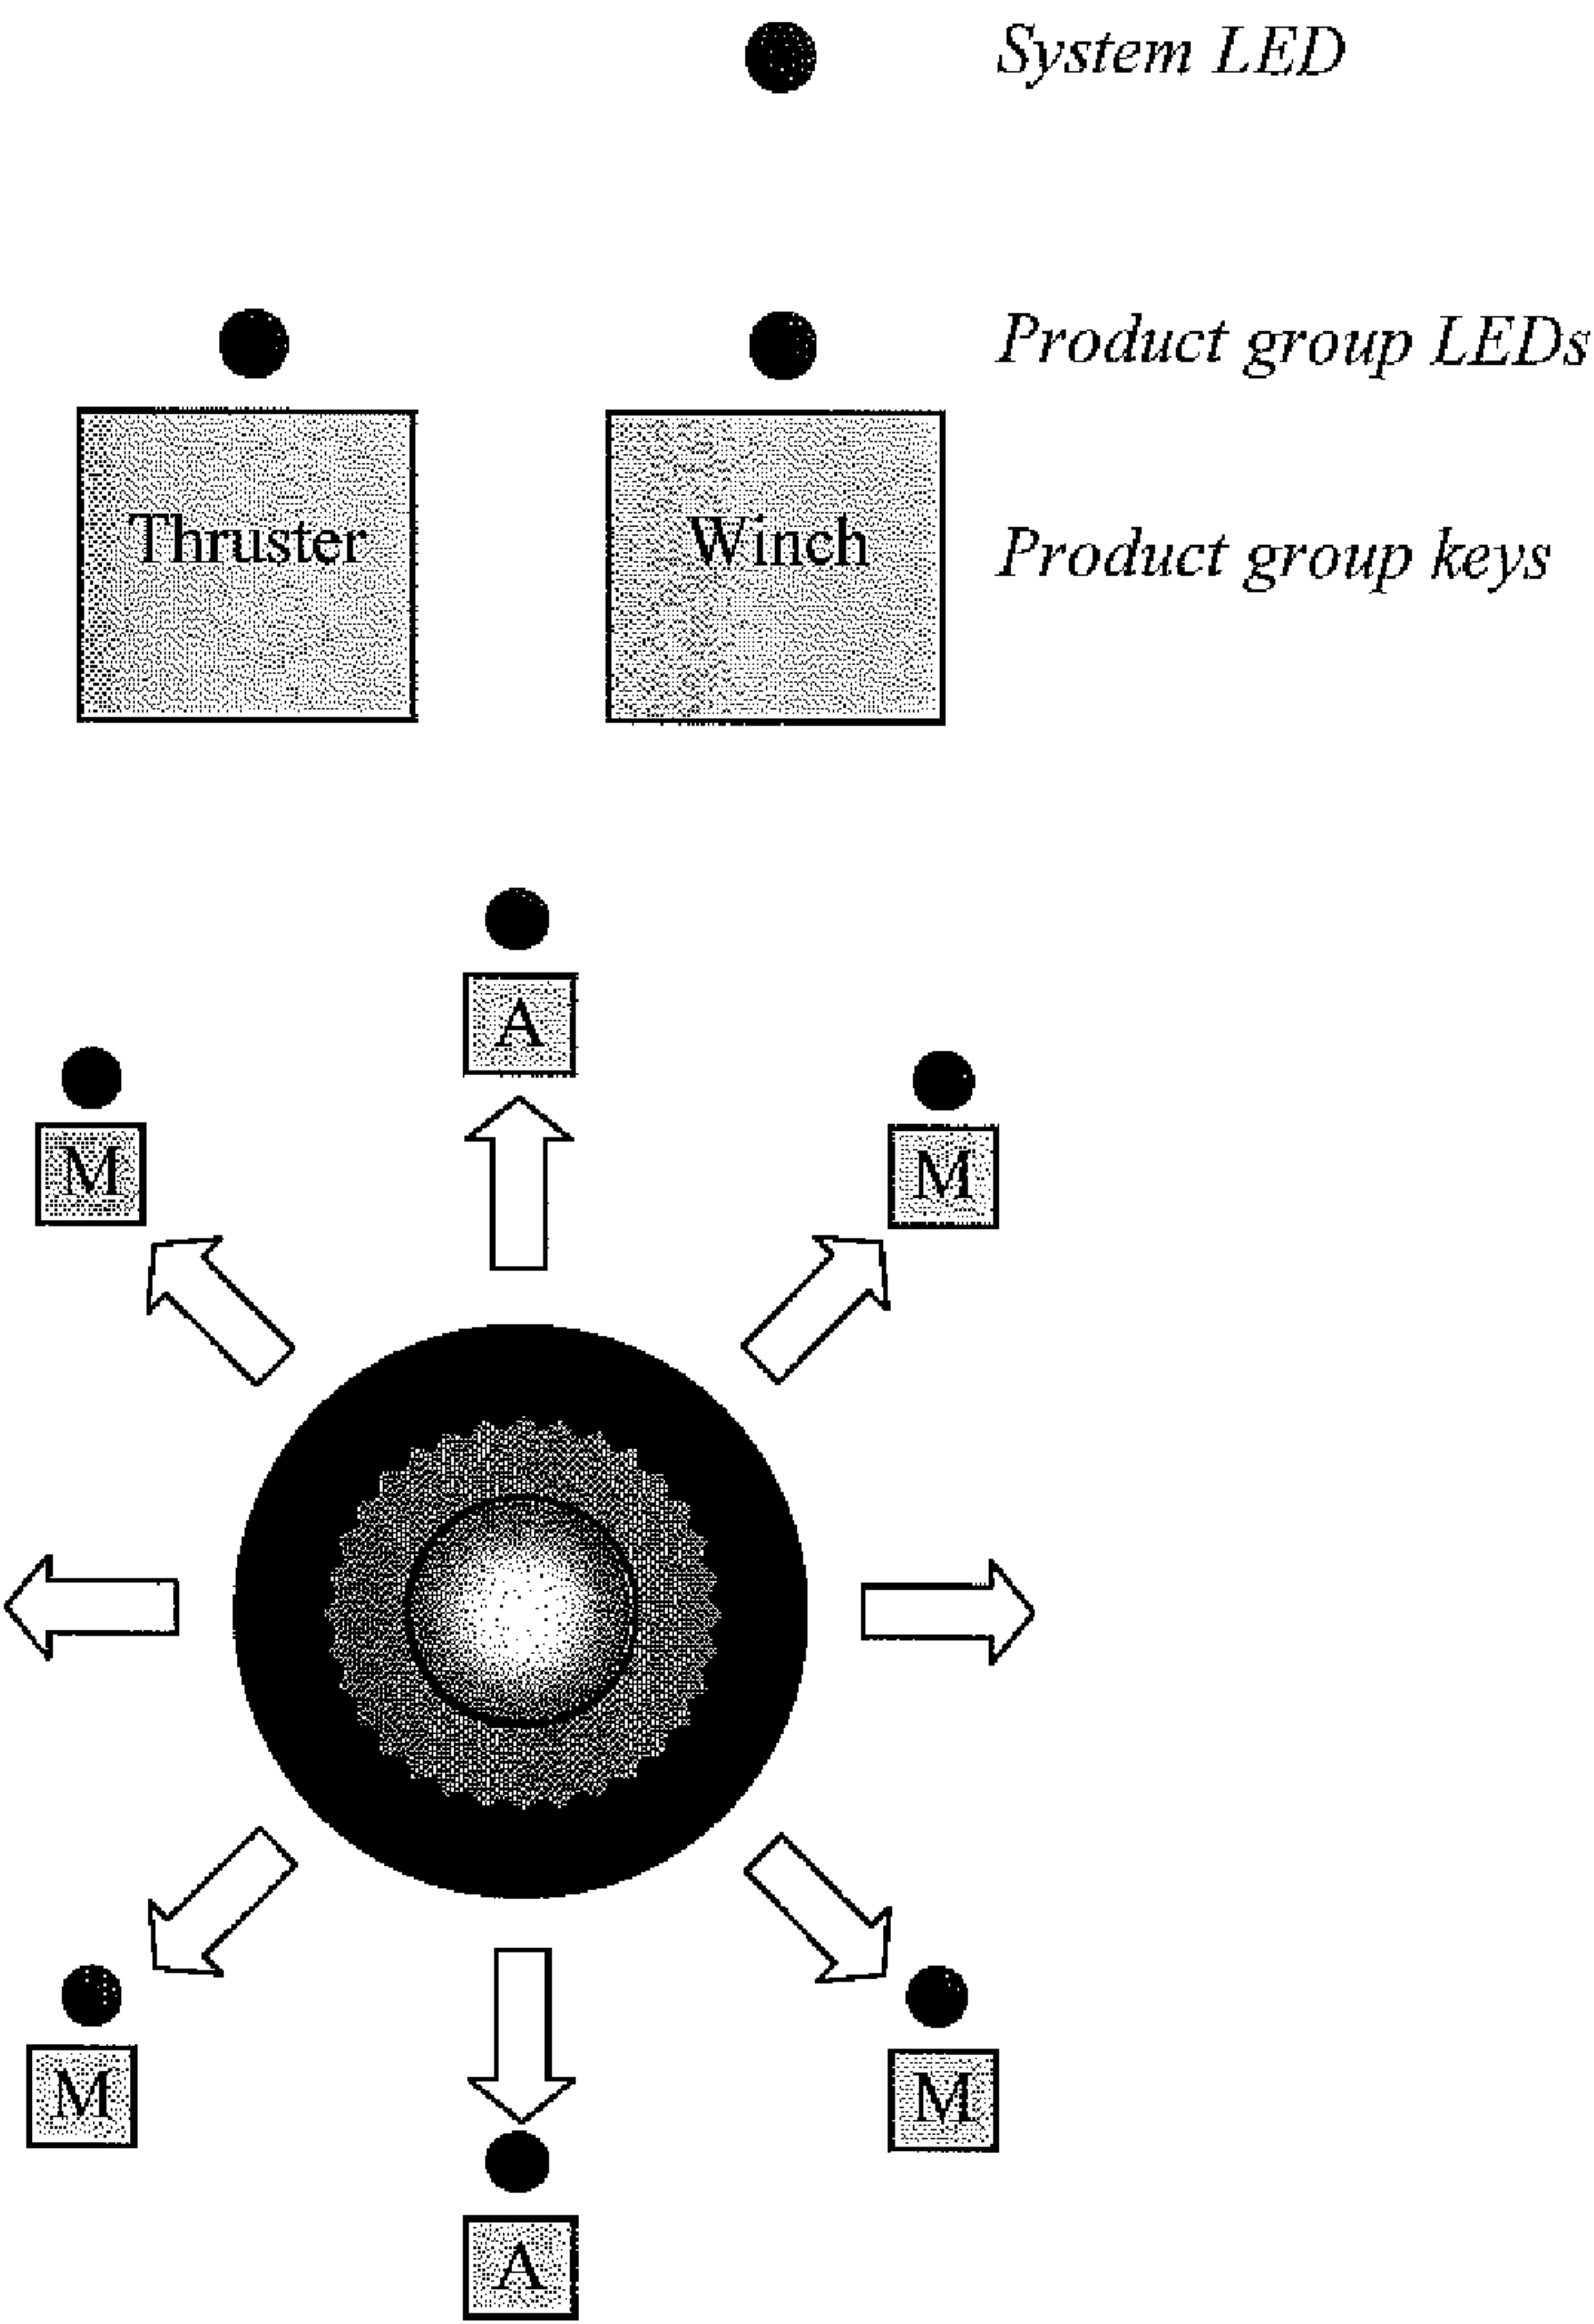 System LED
Product group LEDs
Thruster
Winch
Product group keys
A
M
M
M
M
A